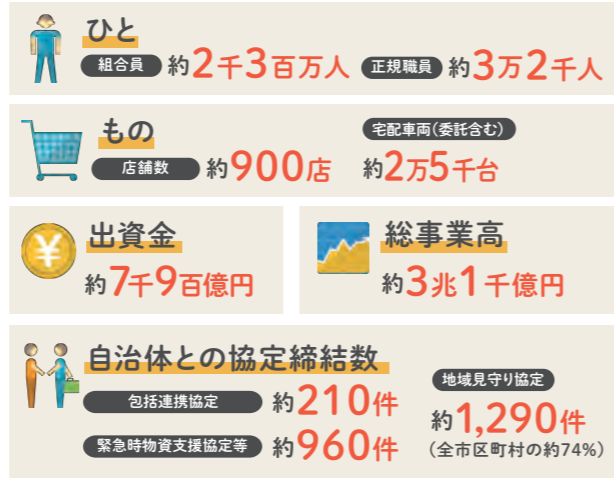 ひと
組合員 約2千3百万人 正規職員 約3万2千人
もの
店舗数 約900店
宅配車両(委託含む)
約2万5千台
出資金
約7千9百億円
総事業高
約3兆1千億円
自治体との協定締結数
包括連携協定 約210件
緊急時物資支援協定等 約960件
地域見守り協定
約1,290件
(全市区町村の約74%)